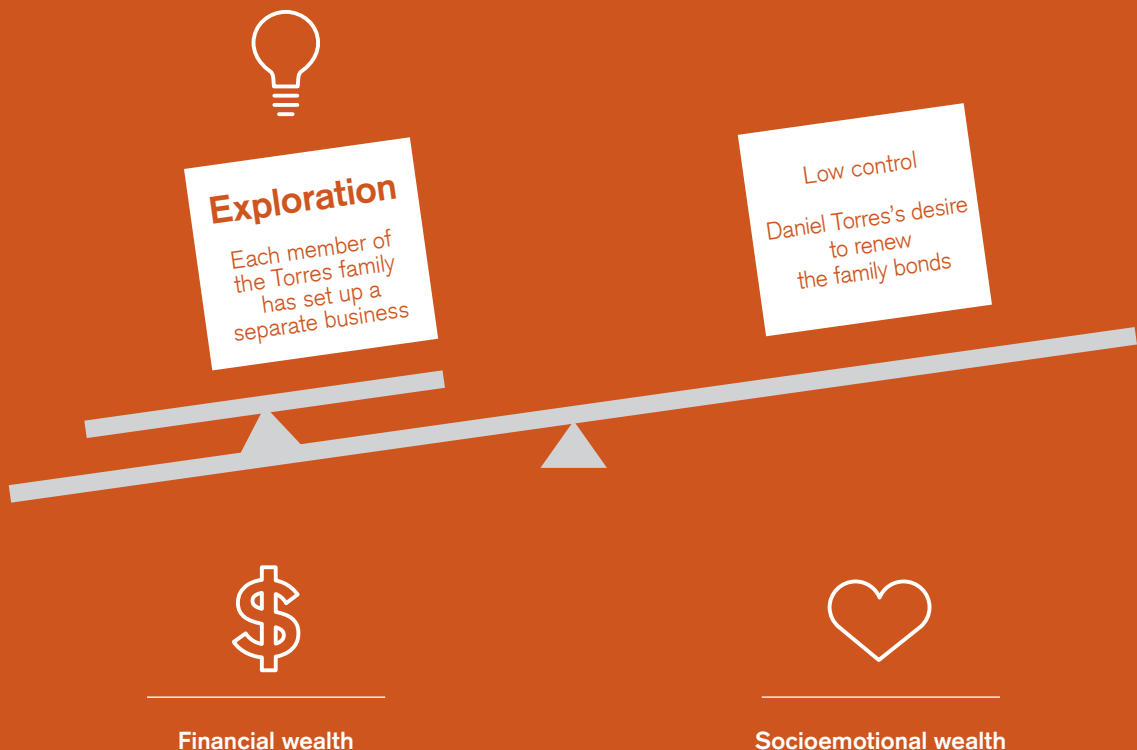 Exploration
Each member of
the Torres family
has set up a
separate business
Low control
Daniel Torres's desire
to renew
the family bonds
$
Financial wealth
Socioemotional wealth